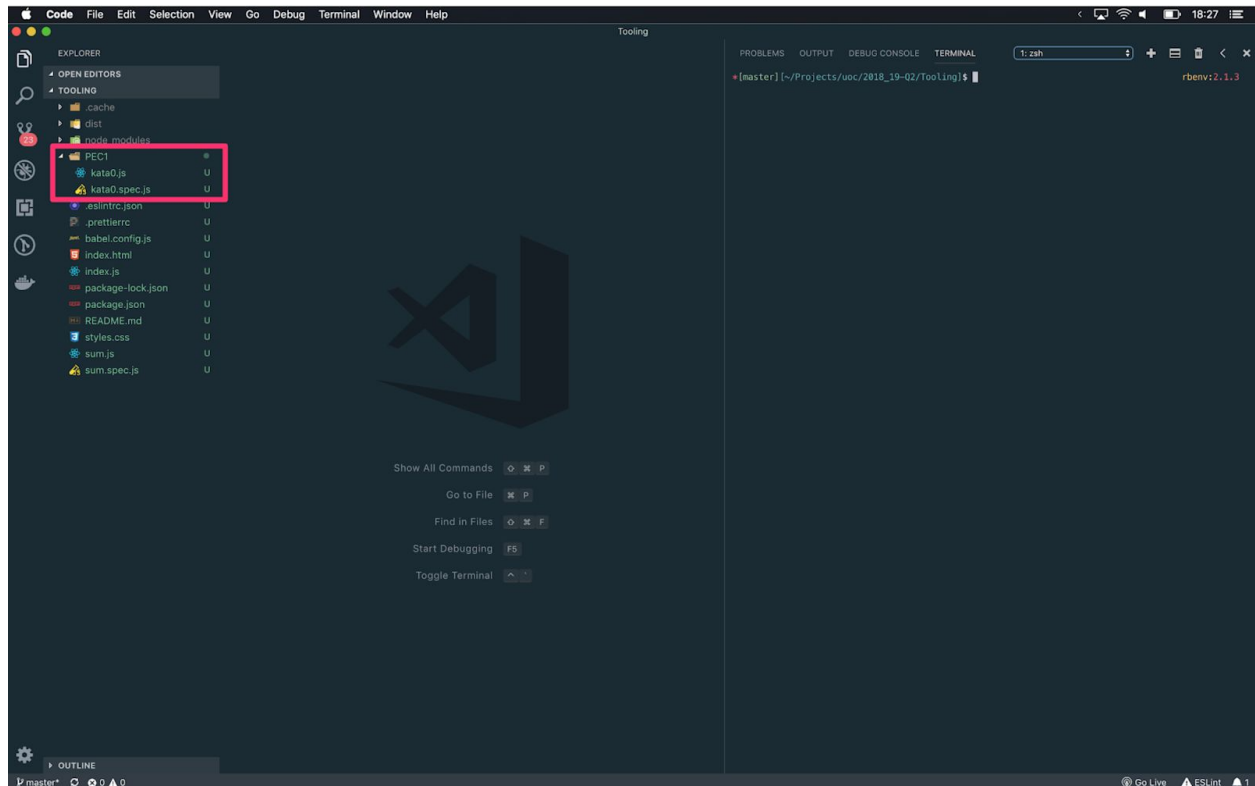 Code File Edit Selection View Go Debug Terminal Window Help 18:27
Tooling
EXPLORER
OPEN EDITORS
TOOLING
.cache
dist
node_modules
PEC1
kata0.js U
kata0.spec.js U
.eslintrc.json U
.prettierrc U
babel.config.js U
index.html U
index.js U
package-lock.json U
package.json U
README.md U
styles.css U
sum.js U
sum.spec.js U
23
OUTLINE
Show All Commands ⇧ ⌘ P
Go to File ⌘ P
Find in Files ⇧ ⌘ F
Start Debugging F5
Toggle Terminal ^ `
PROBLEMS OUTPUT DEBUG CONSOLE TERMINAL 1: zsh
*[master][~/Projects/uoc/2018_19-Q2/Tooling]$ rbenv:2.1.3
master* 0 0 Go Live ESLint 1